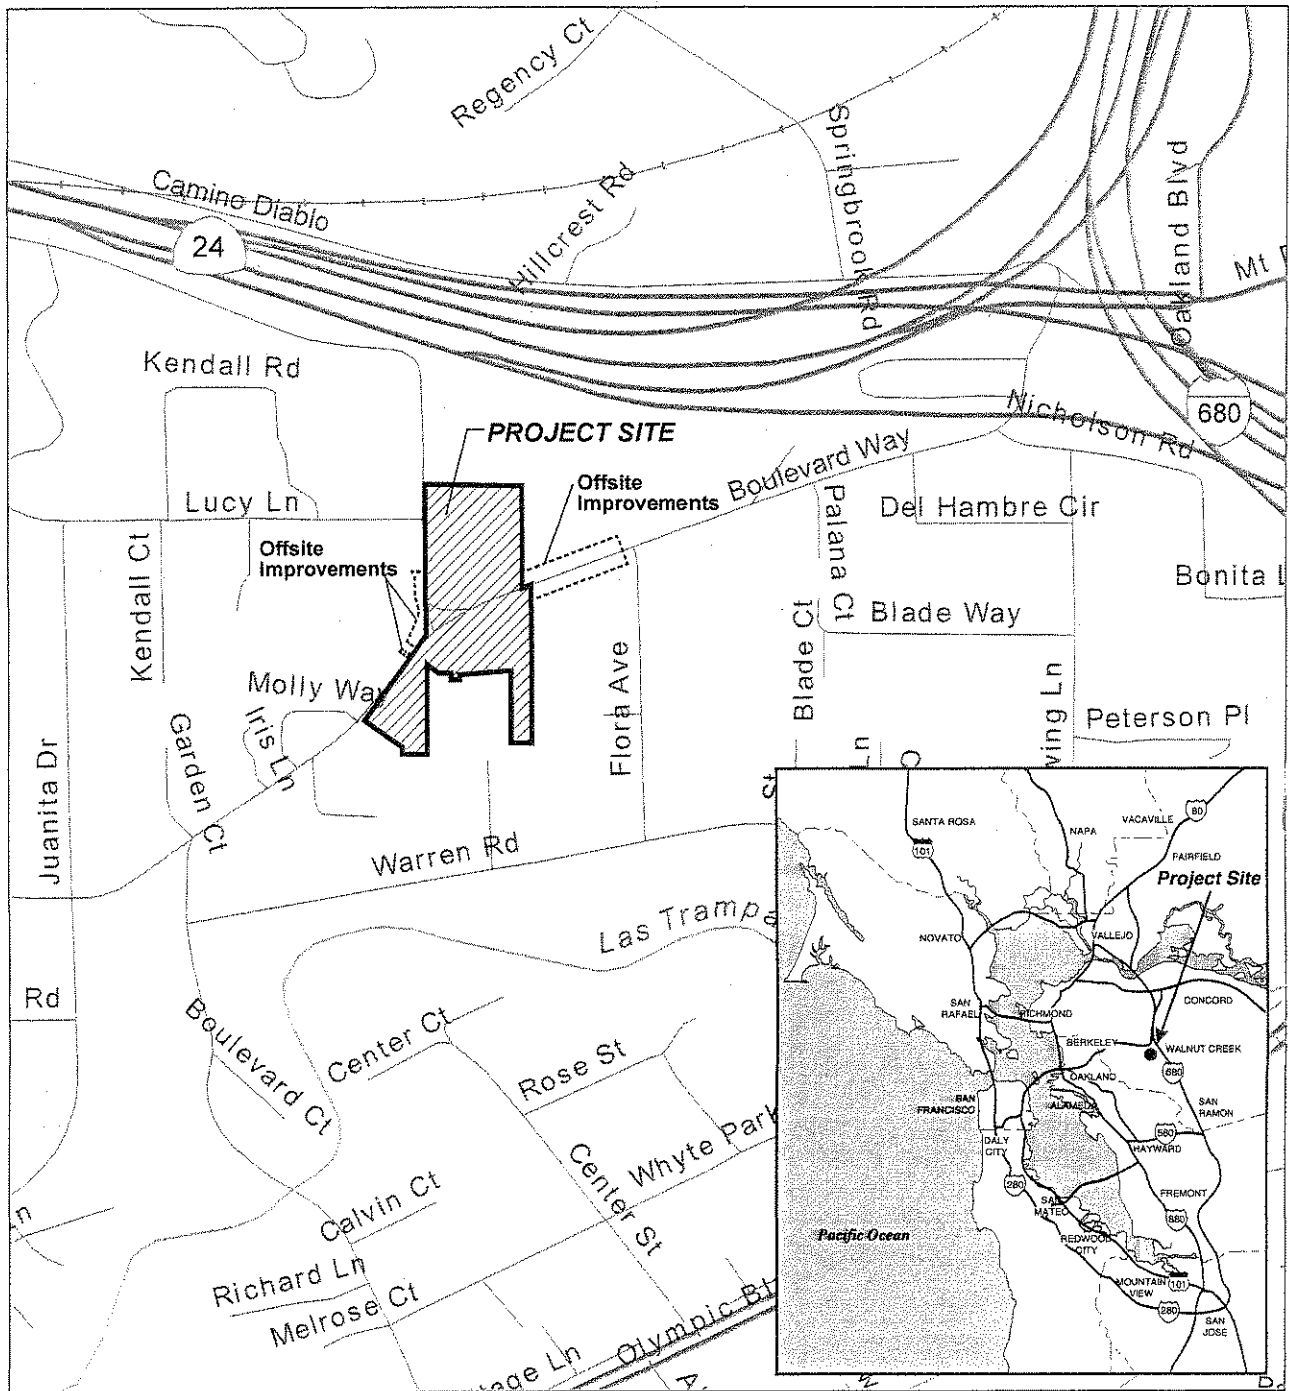 Regency Ct
Springbrook Rd
Oakland Blvd
Camino Diablo
24
Hillcrest Rd
Kendall Rd
Nicholson Rd
680
PROJECT SITE
Offsite
Improvements
Boulevard Way
Lucy Ln
Palana Ct
Del Hambre Cir
Kendall Ct
Offsite
Improvements
Bonita L
Blade Ct
Blade Way
Molly Way
Iris Ln
Garden Ct
Flora Ave
ving Ln
Peterson Pl
Juanita Dr
Warren Rd
St
Ln
C
Las Trampa
Rd
Boulevard Ct
Center Ct
Rose St
Center St
Whyte Park
Calvin Ct
Richard Ln
Melrose Ct
tage Ln
Olympic Bl
SANTA ROSA
101
NAPA
VACAVILLE
80
FAIRFIELD
Project Site
NOVATO
VALLEJO
CONCORD
SAN
RAFAEL
RICHMOND
BERKELEY
WALNUT CREEK
680
OAKLAND
SAN
FRANCISCO
ALAMEDA
SAN
RAMON
DALY
CITY
580
HAYWARD
280
SAN
MATEO
FREMONT
880
REDWOOD
CITY
Pacific Ocean
MOUNTAIN
VIEW
101
280
SAN
JOSE